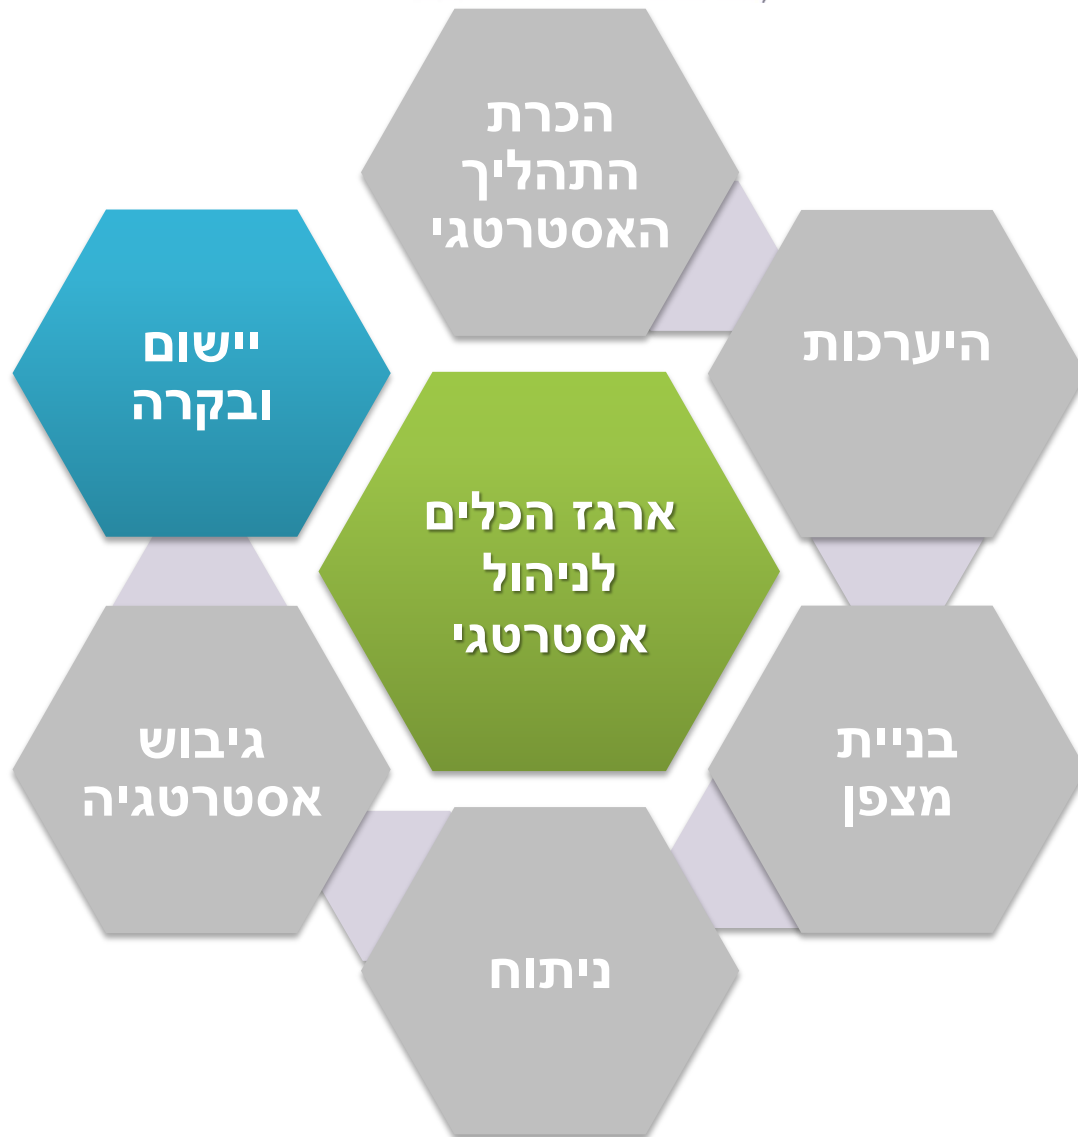 הכרת
התהליך
האסטרטגי
היערכות
יישום
ובקרה
ארגז הכלים
לניהול
אסטרטגי
בניית
מצפן
גיבוש
אסטרטגיה
ניתוח